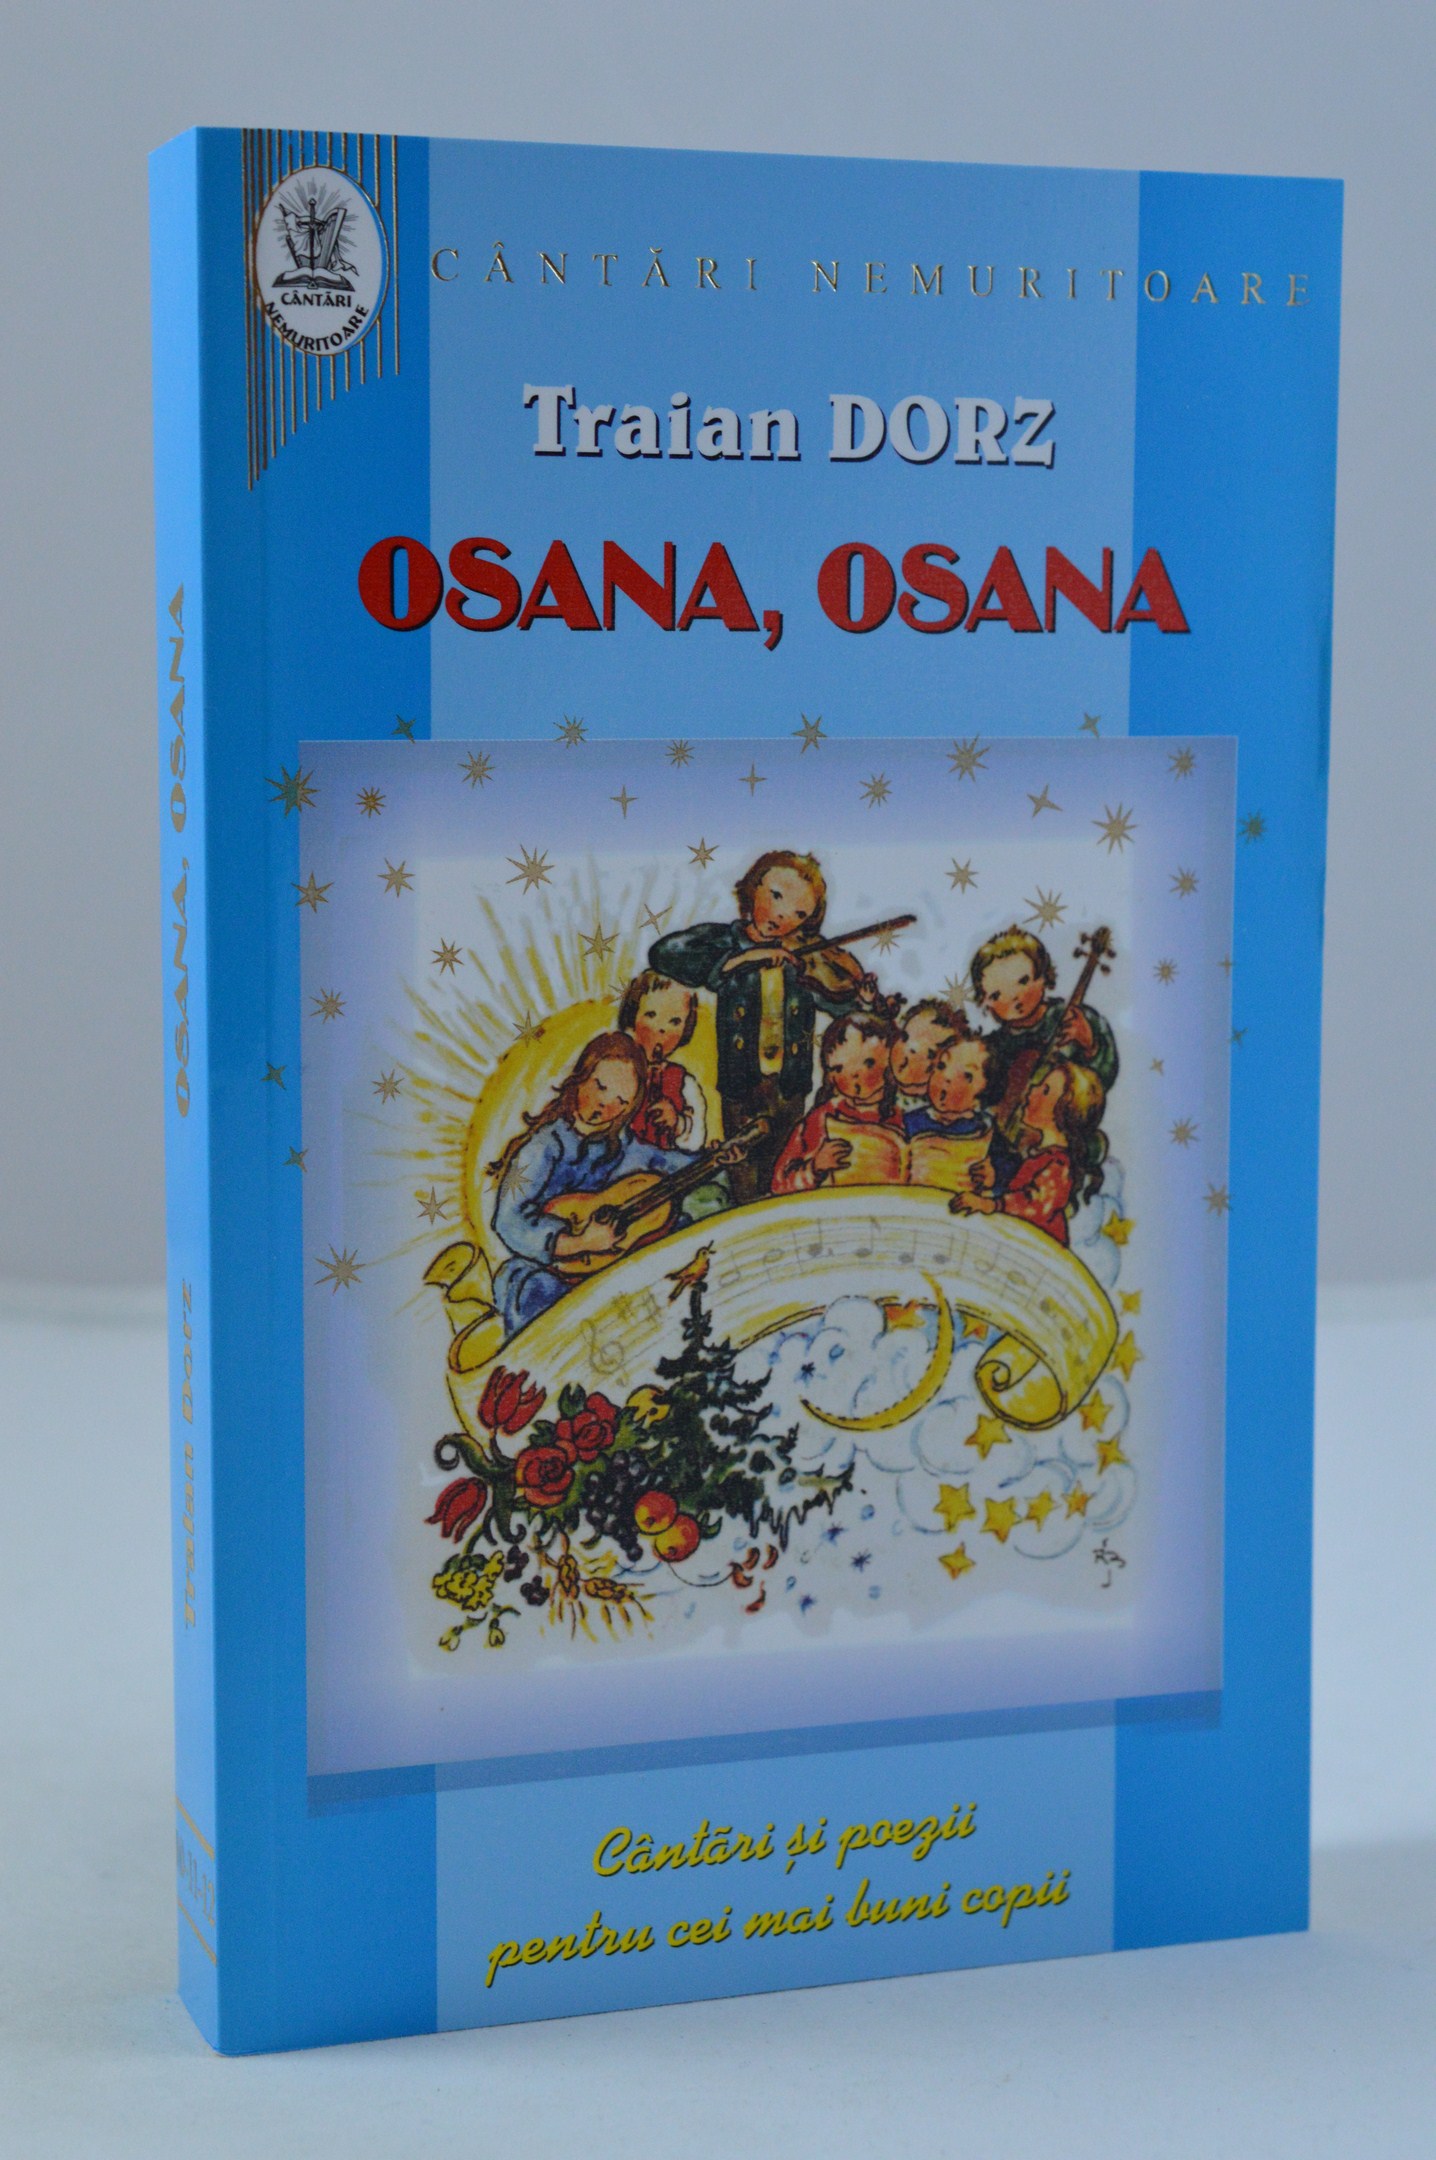 CÂNTĂRI
NEMURITOARE
CÂNTĂRI NEMURITOARE
Traian DORZ
OSANA, OSANA
Cântări și poezii
pentru cei mai buni copii
OSANA, OSANA
Traian Dorz